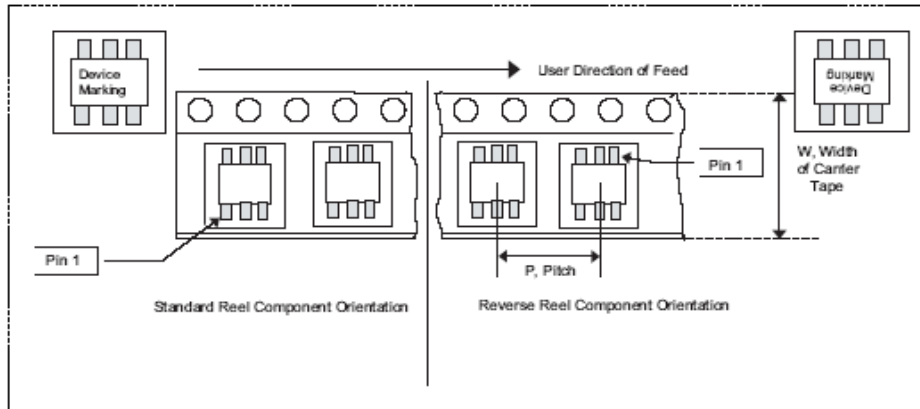 Device
Marking
User Direction of Feed
Device
Marking
Pin 1
W, Width
of Carrier
Tape
Pin 1
P, Pitch
Standard Reel Component Orientation
Reverse Reel Component Orientation